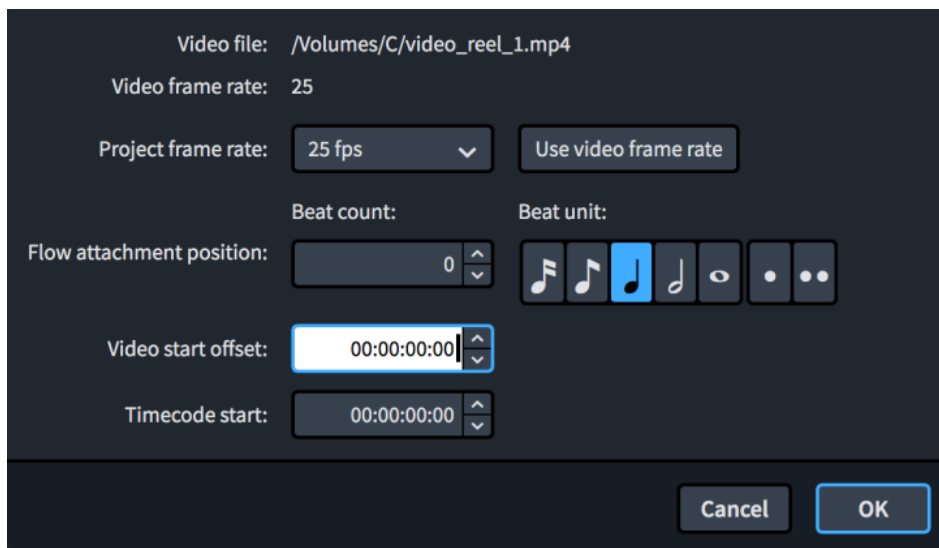 Video file: /Volumes/C/video_reel_1.mp4
Video frame rate: 25
Project frame rate: 25 fps Use video frame rate
Beat count: Beat unit:
Flow attachment position: 0
Video start offset: 00:00:00:00
Timecode start: 00:00:00:00
Cancel OK